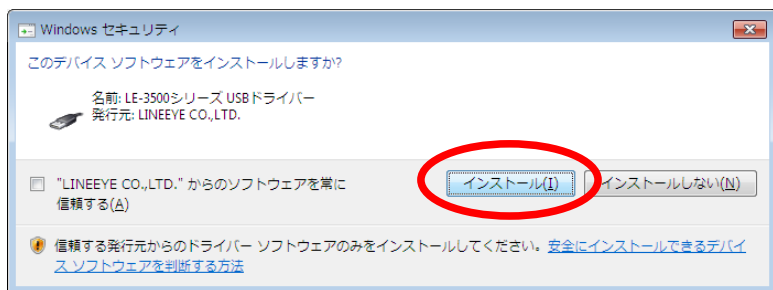 Windows セキュリティ
このデバイス ソフトウェアをインストールしますか?
名前: LE-3500シリーズ USBドライバー
発行元: LINEEYE CO.,LTD.
"LINEEYE CO.,LTD." からのソフトウェアを常に
信頼する(A)
インストール(I)
インストールしない(N)
信頼する発行元からのドライバー ソフトウェアのみをインストールしてください。安全にインストールできるデバイ
ス ソフトウェアを判断する方法